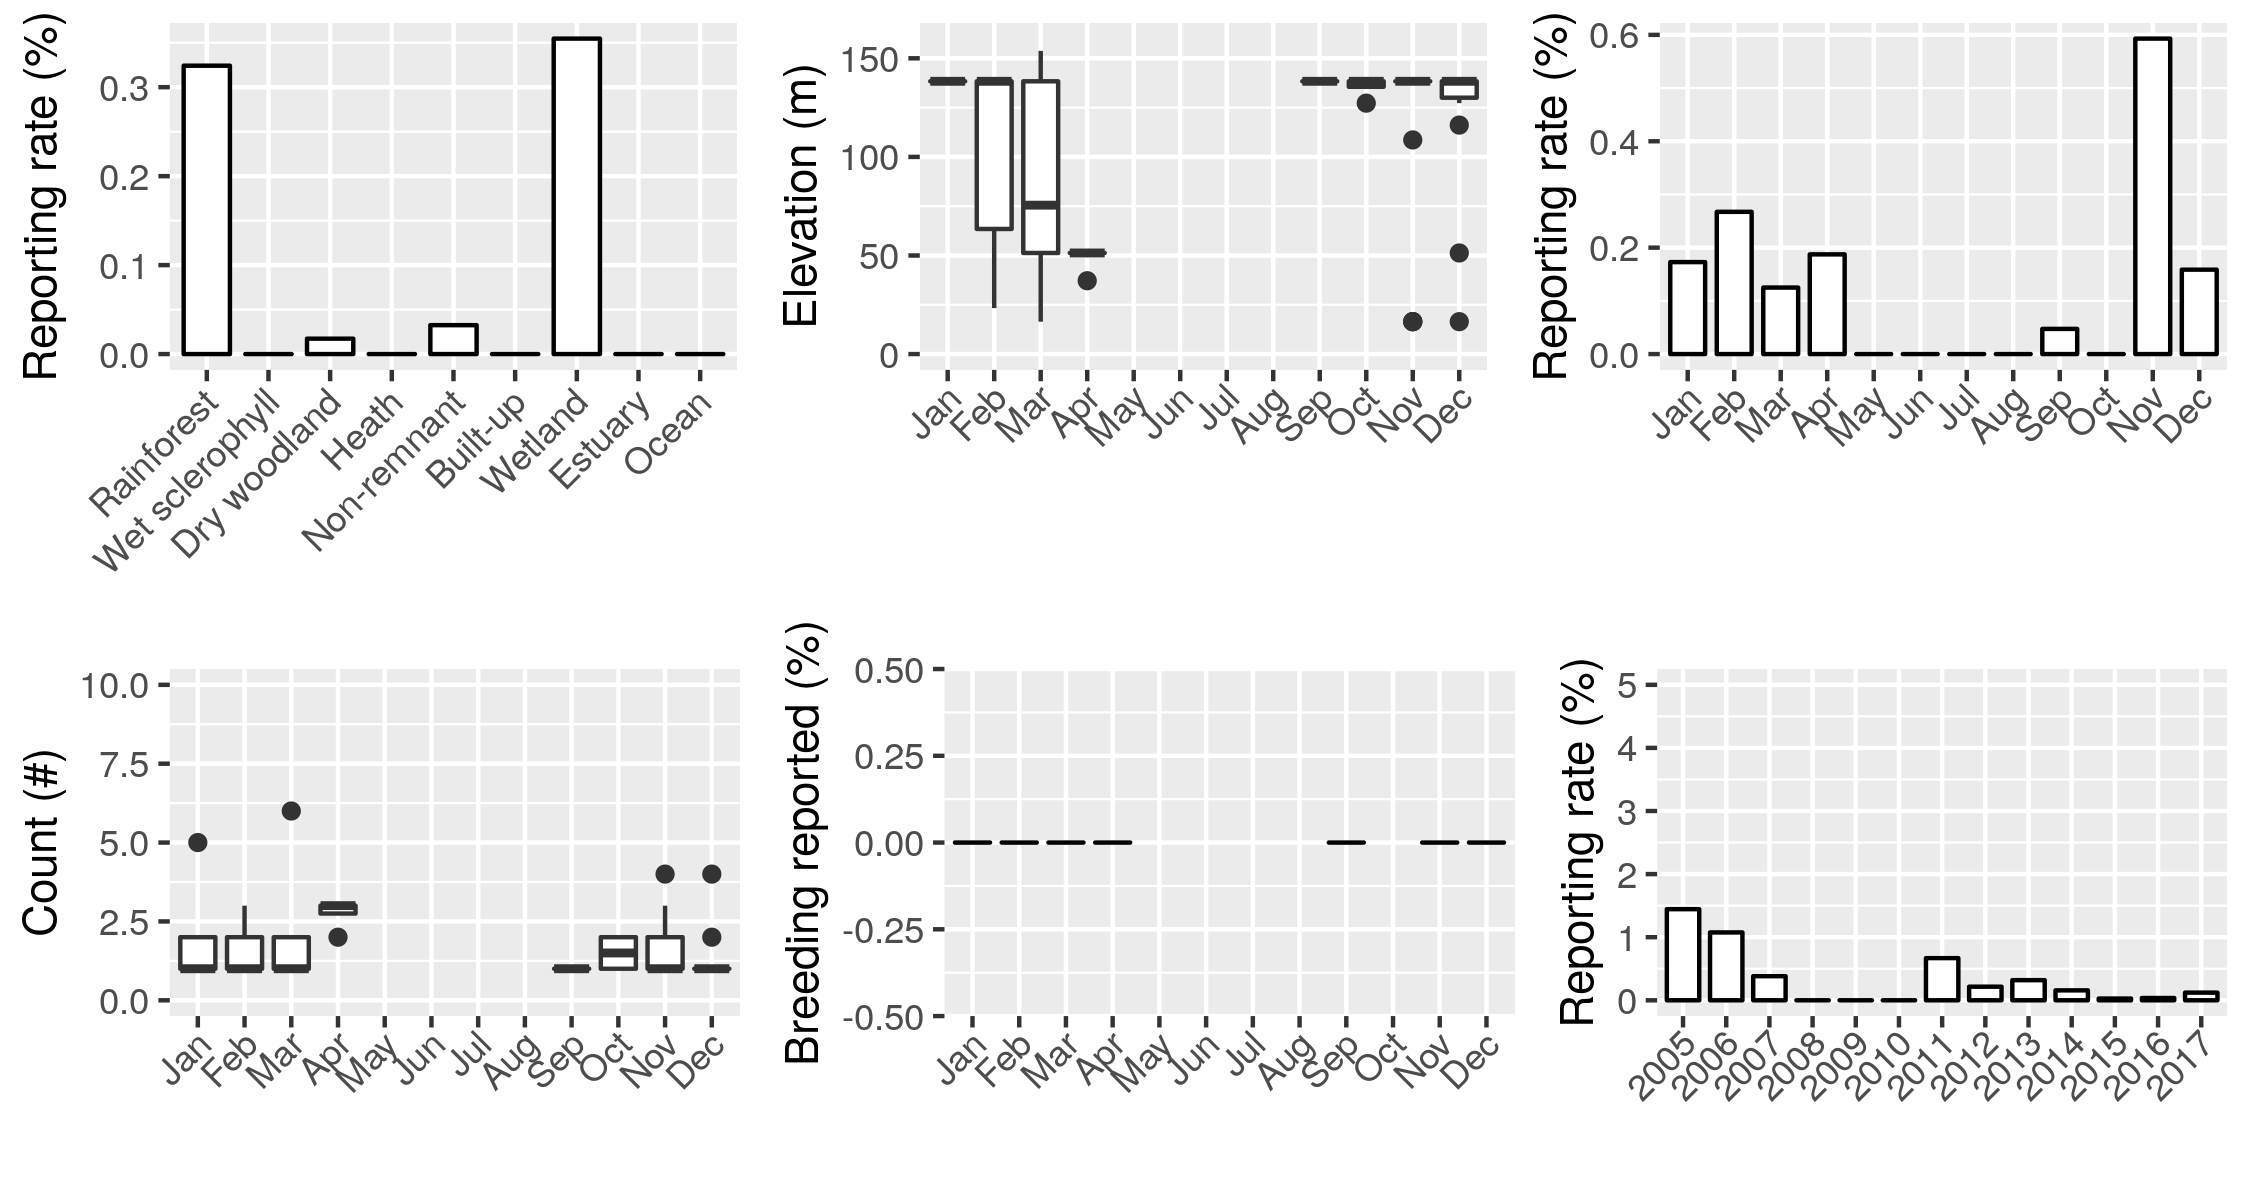 Reporting rate (%)
0.3
0.2
0.1
0.0
Rainforest
Wet sclerophyll
Dry woodland
Heath
Non-remnant
Built-up
Wetland
Estuary
Ocean
Elevation (m)
150
100
50
0
Jan
Feb
Mar
Apr
May
Jun
Jul
Aug
Sep
Oct
Nov
Dec
Reporting rate (%)
0.6
0.4
0.2
0.0
Jan
Feb
Mar
Apr
May
Jun
Jul
Aug
Sep
Oct
Nov
Dec
Count (#)
10.0
7.5
5.0
2.5
0.0
Jan
Feb
Mar
Apr
May
Jun
Jul
Aug
Sep
Oct
Nov
Dec
Breeding reported (%)
0.50
0.25
0.00
-0.25
-0.50
Jan
Feb
Mar
Apr
May
Jun
Jul
Aug
Sep
Oct
Nov
Dec
Reporting rate (%)
5
4
3
2
1
0
2005
2006
2007
2008
2009
2010
2011
2012
2013
2014
2015
2016
2017